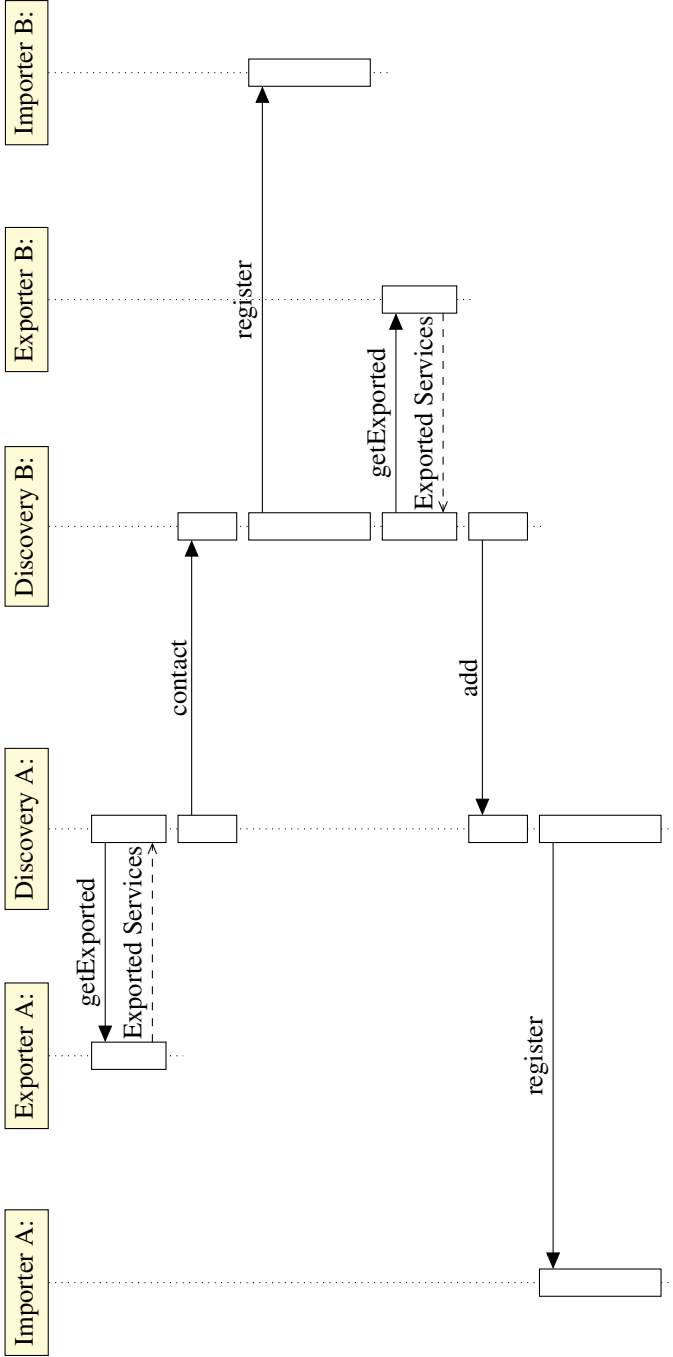 Importer A:
Exporter A:
Discovery A:
Discovery B:
Exporter B:
Importer B:
getExported
Exported Services
contact
register
getExported
Exported Services
add
register